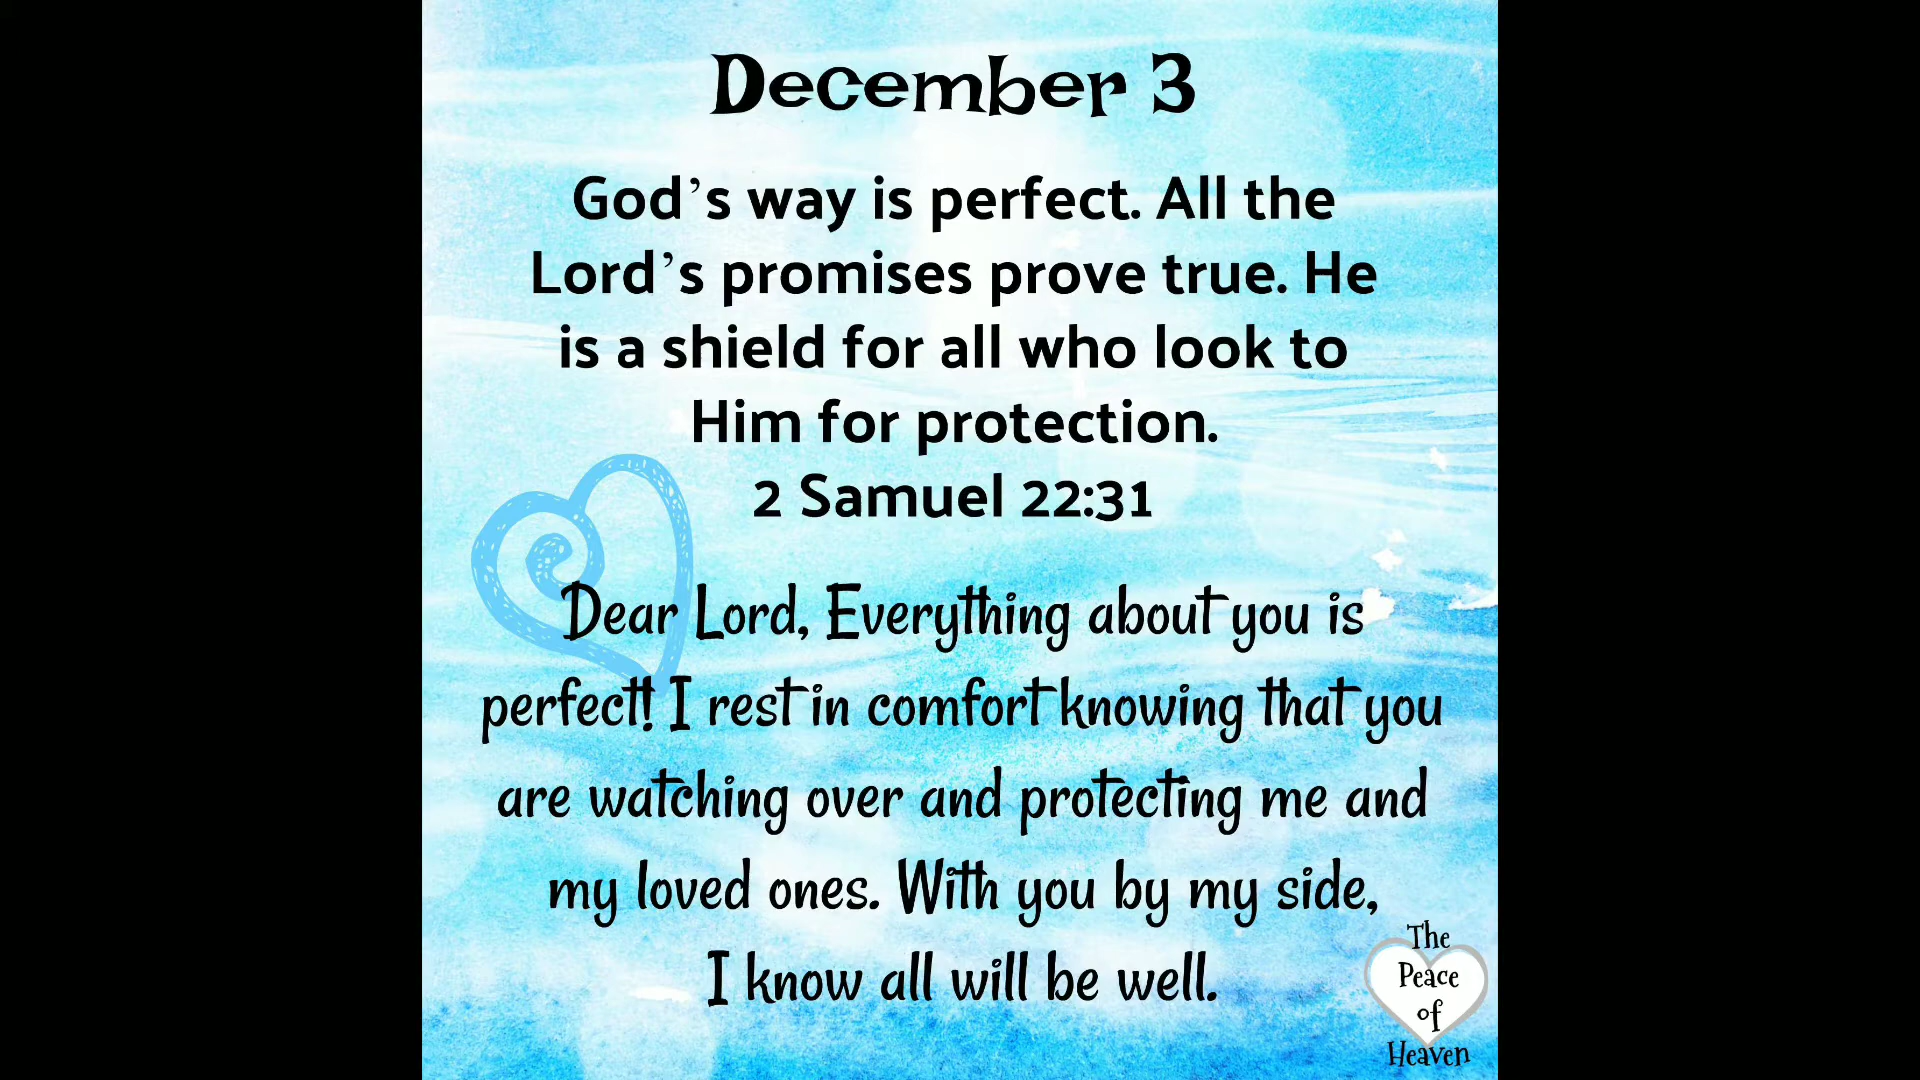 December 3
God’s way is perfect. All the
Lord’s promises prove true. He
is a shield for all who look to
Him for protection.
2 Samuel 22:31
Dear Lord, Everything about you is
perfect! I rest in comfort knowing that you
are watching over and protecting me and
my loved ones. With you by my side,
I know all will be well.
The
Peace
of
Heaven